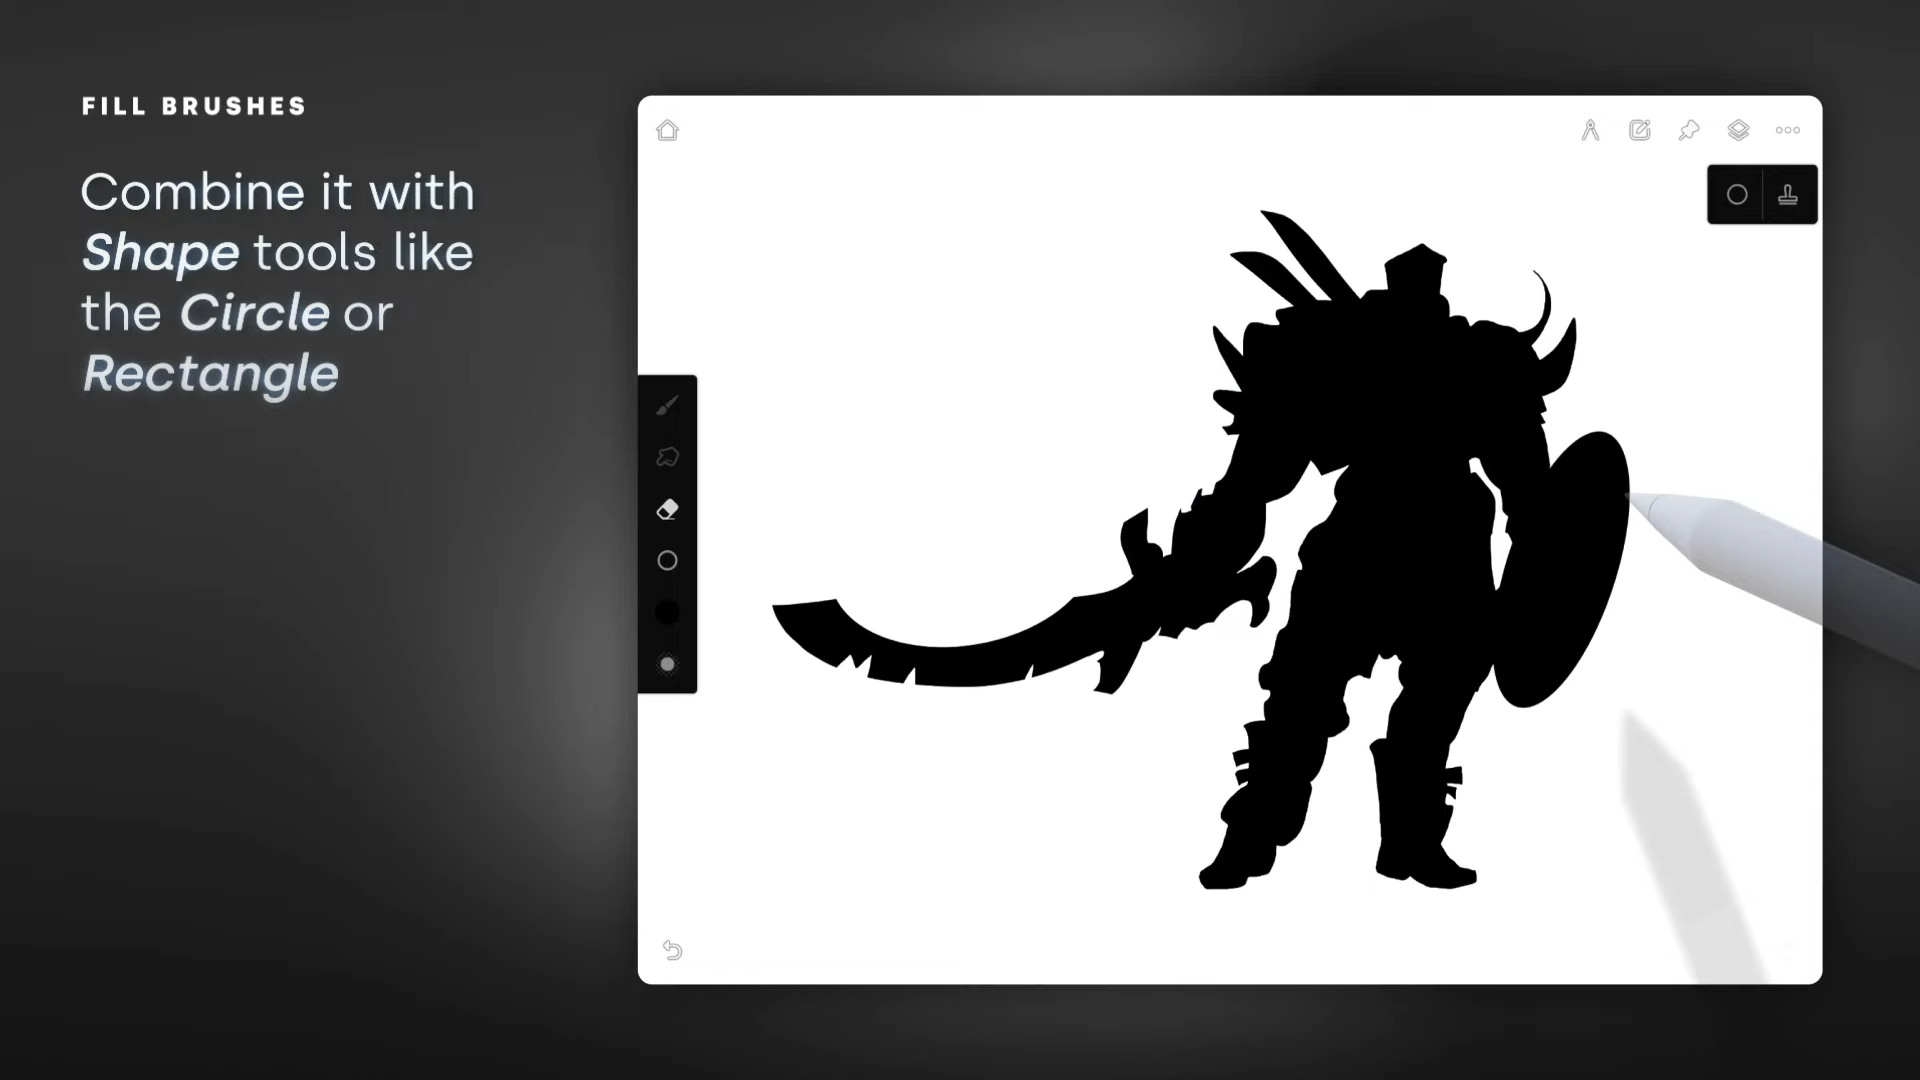 FILL BRUSHES
Combine it with
Shape tools like
the Circle or
Rectangle